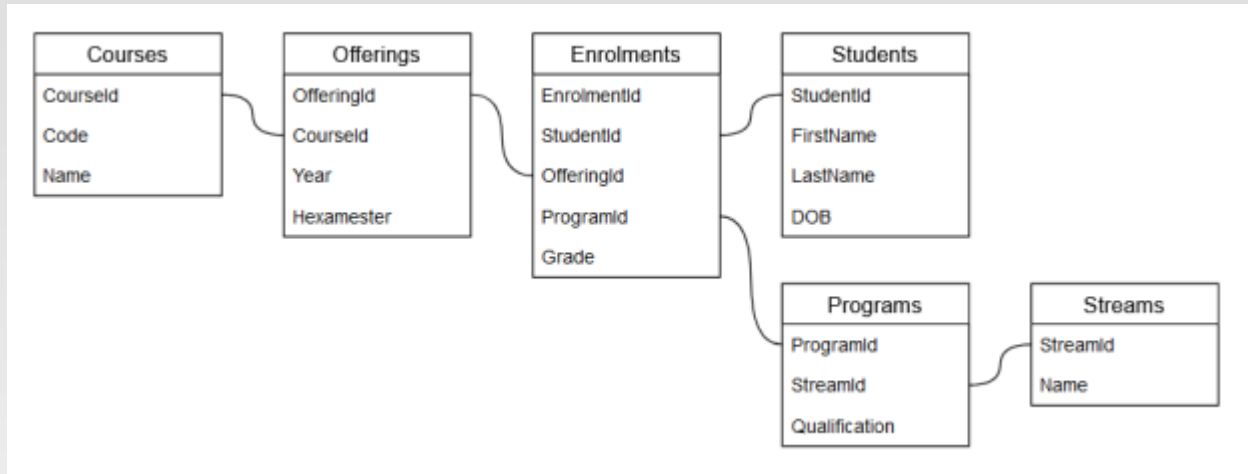 Courses
CourseId
Code
Name
Offerings
OfferingId
CourseId
Year
Hexamester
Enrolments
EnrolmentId
StudentId
OfferingId
ProgramId
Grade
Students
StudentId
FirstName
LastName
DOB
Programs
ProgramId
StreamId
Qualification
Streams
StreamId
Name